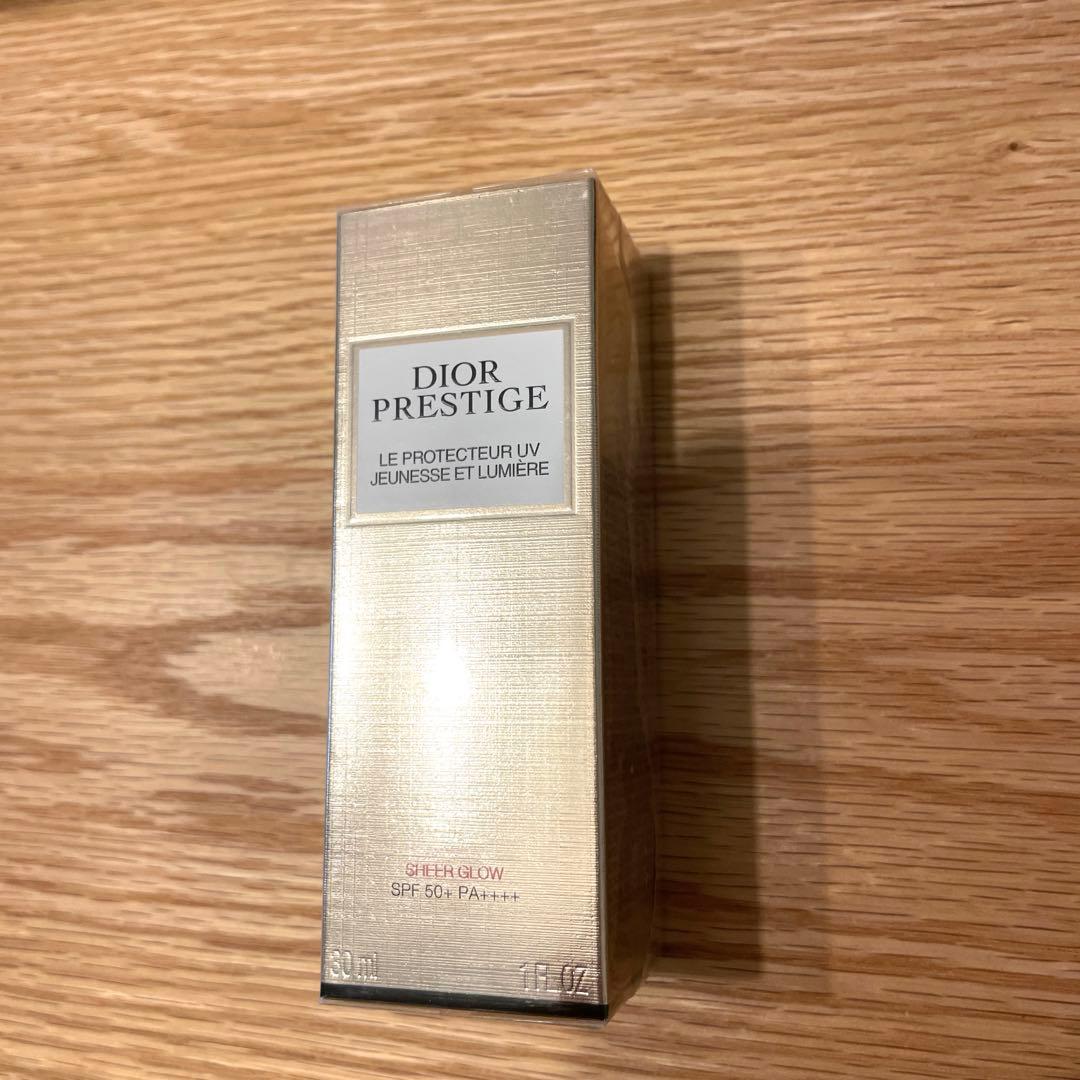 DIOR
PRESTIGE
LE PROTECTEUR UV
JEUNESSE ET LUMIÈRE
SHEER GLOW
SPF 50+ PA++++
30 ml 1 FL.OZ